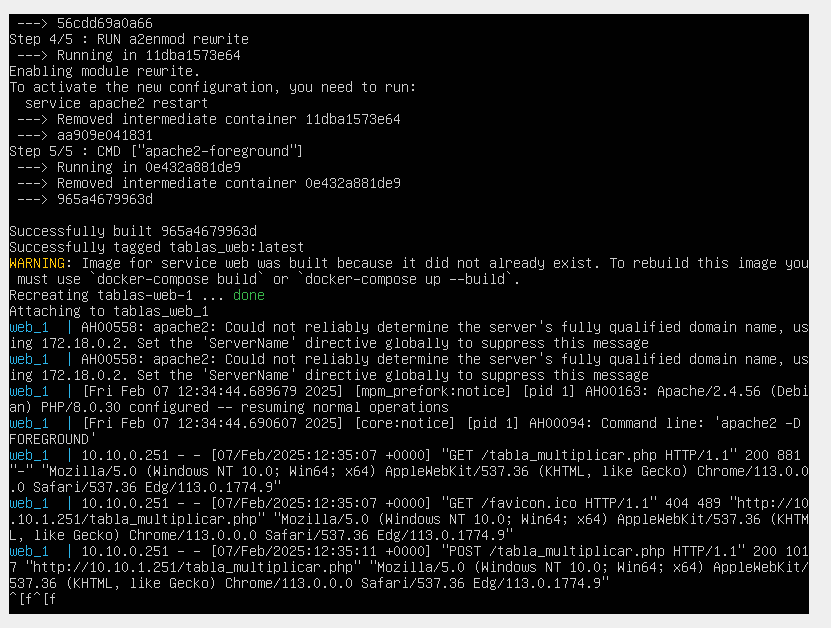 ---> 56cdd69a0a66
Step 4/5 : RUN a2enmod rewrite
 ---> Running in 11dba1573e64
Enabling module rewrite.
To activate the new configuration, you need to run:
  service apache2 restart
 ---> Removed intermediate container 11dba1573e64
 ---> aa909e041831
Step 5/5 : CMD ["apache2-foreground"]
 ---> Running in 0e432a881de9
 ---> Removed intermediate container 0e432a881de9
 ---> 965a4679963d

Successfully built 965a4679963d
Successfully tagged tablas_web:latest
WARNING: Image for service web was built because it did not already exist. To rebuild this image you
 must use `docker-compose build` or `docker-compose up --build`.
Recreating tablas-web-1 ... done
Attaching to tablas_web_1
web_1  | AH00558: apache2: Could not reliably determine the server's fully qualified domain name, us
ing 172.18.0.2. Set the 'ServerName' directive globally to suppress this message
web_1  | AH00558: apache2: Could not reliably determine the server's fully qualified domain name, us
ing 172.18.0.2. Set the 'ServerName' directive globally to suppress this message
web_1  | [Fri Feb 07 12:34:44.689679 2025] [mpm_prefork:notice] [pid 1] AH00163: Apache/2.4.56 (Debi
an) PHP/8.0.30 configured -- resuming normal operations
web_1  | [Fri Feb 07 12:34:44.690607 2025] [core:notice] [pid 1] AH00094: Command line: 'apache2 -D 
FOREGROUND'
web_1  | 10.10.0.251 - - [07/Feb/2025:12:35:07 +0000] "GET /tabla_multiplicar.php HTTP/1.1" 200 881 
"-" "Mozilla/5.0 (Windows NT 10.0; Win64; x64) AppleWebKit/537.36 (KHTML, like Gecko) Chrome/113.0.0
.0 Safari/537.36 Edg/113.0.1774.9"
web_1  | 10.10.0.251 - - [07/Feb/2025:12:35:07 +0000] "GET /favicon.ico HTTP/1.1" 404 489 "http://10
.10.1.251/tabla_multiplicar.php" "Mozilla/5.0 (Windows NT 10.0; Win64; x64) AppleWebKit/537.36 (KHTM
L, like Gecko) Chrome/113.0.0.0 Safari/537.36 Edg/113.0.1774.9"
web_1  | 10.10.0.251 - - [07/Feb/2025:12:35:11 +0000] "POST /tabla_multiplicar.php HTTP/1.1" 200 101
7 "http://10.10.1.251/tabla_multiplicar.php" "Mozilla/5.0 (Windows NT 10.0; Win64; x64) AppleWebKit/
537.36 (KHTML, like Gecko) Chrome/113.0.0.0 Safari/537.36 Edg/113.0.1774.9"
^[f^[f